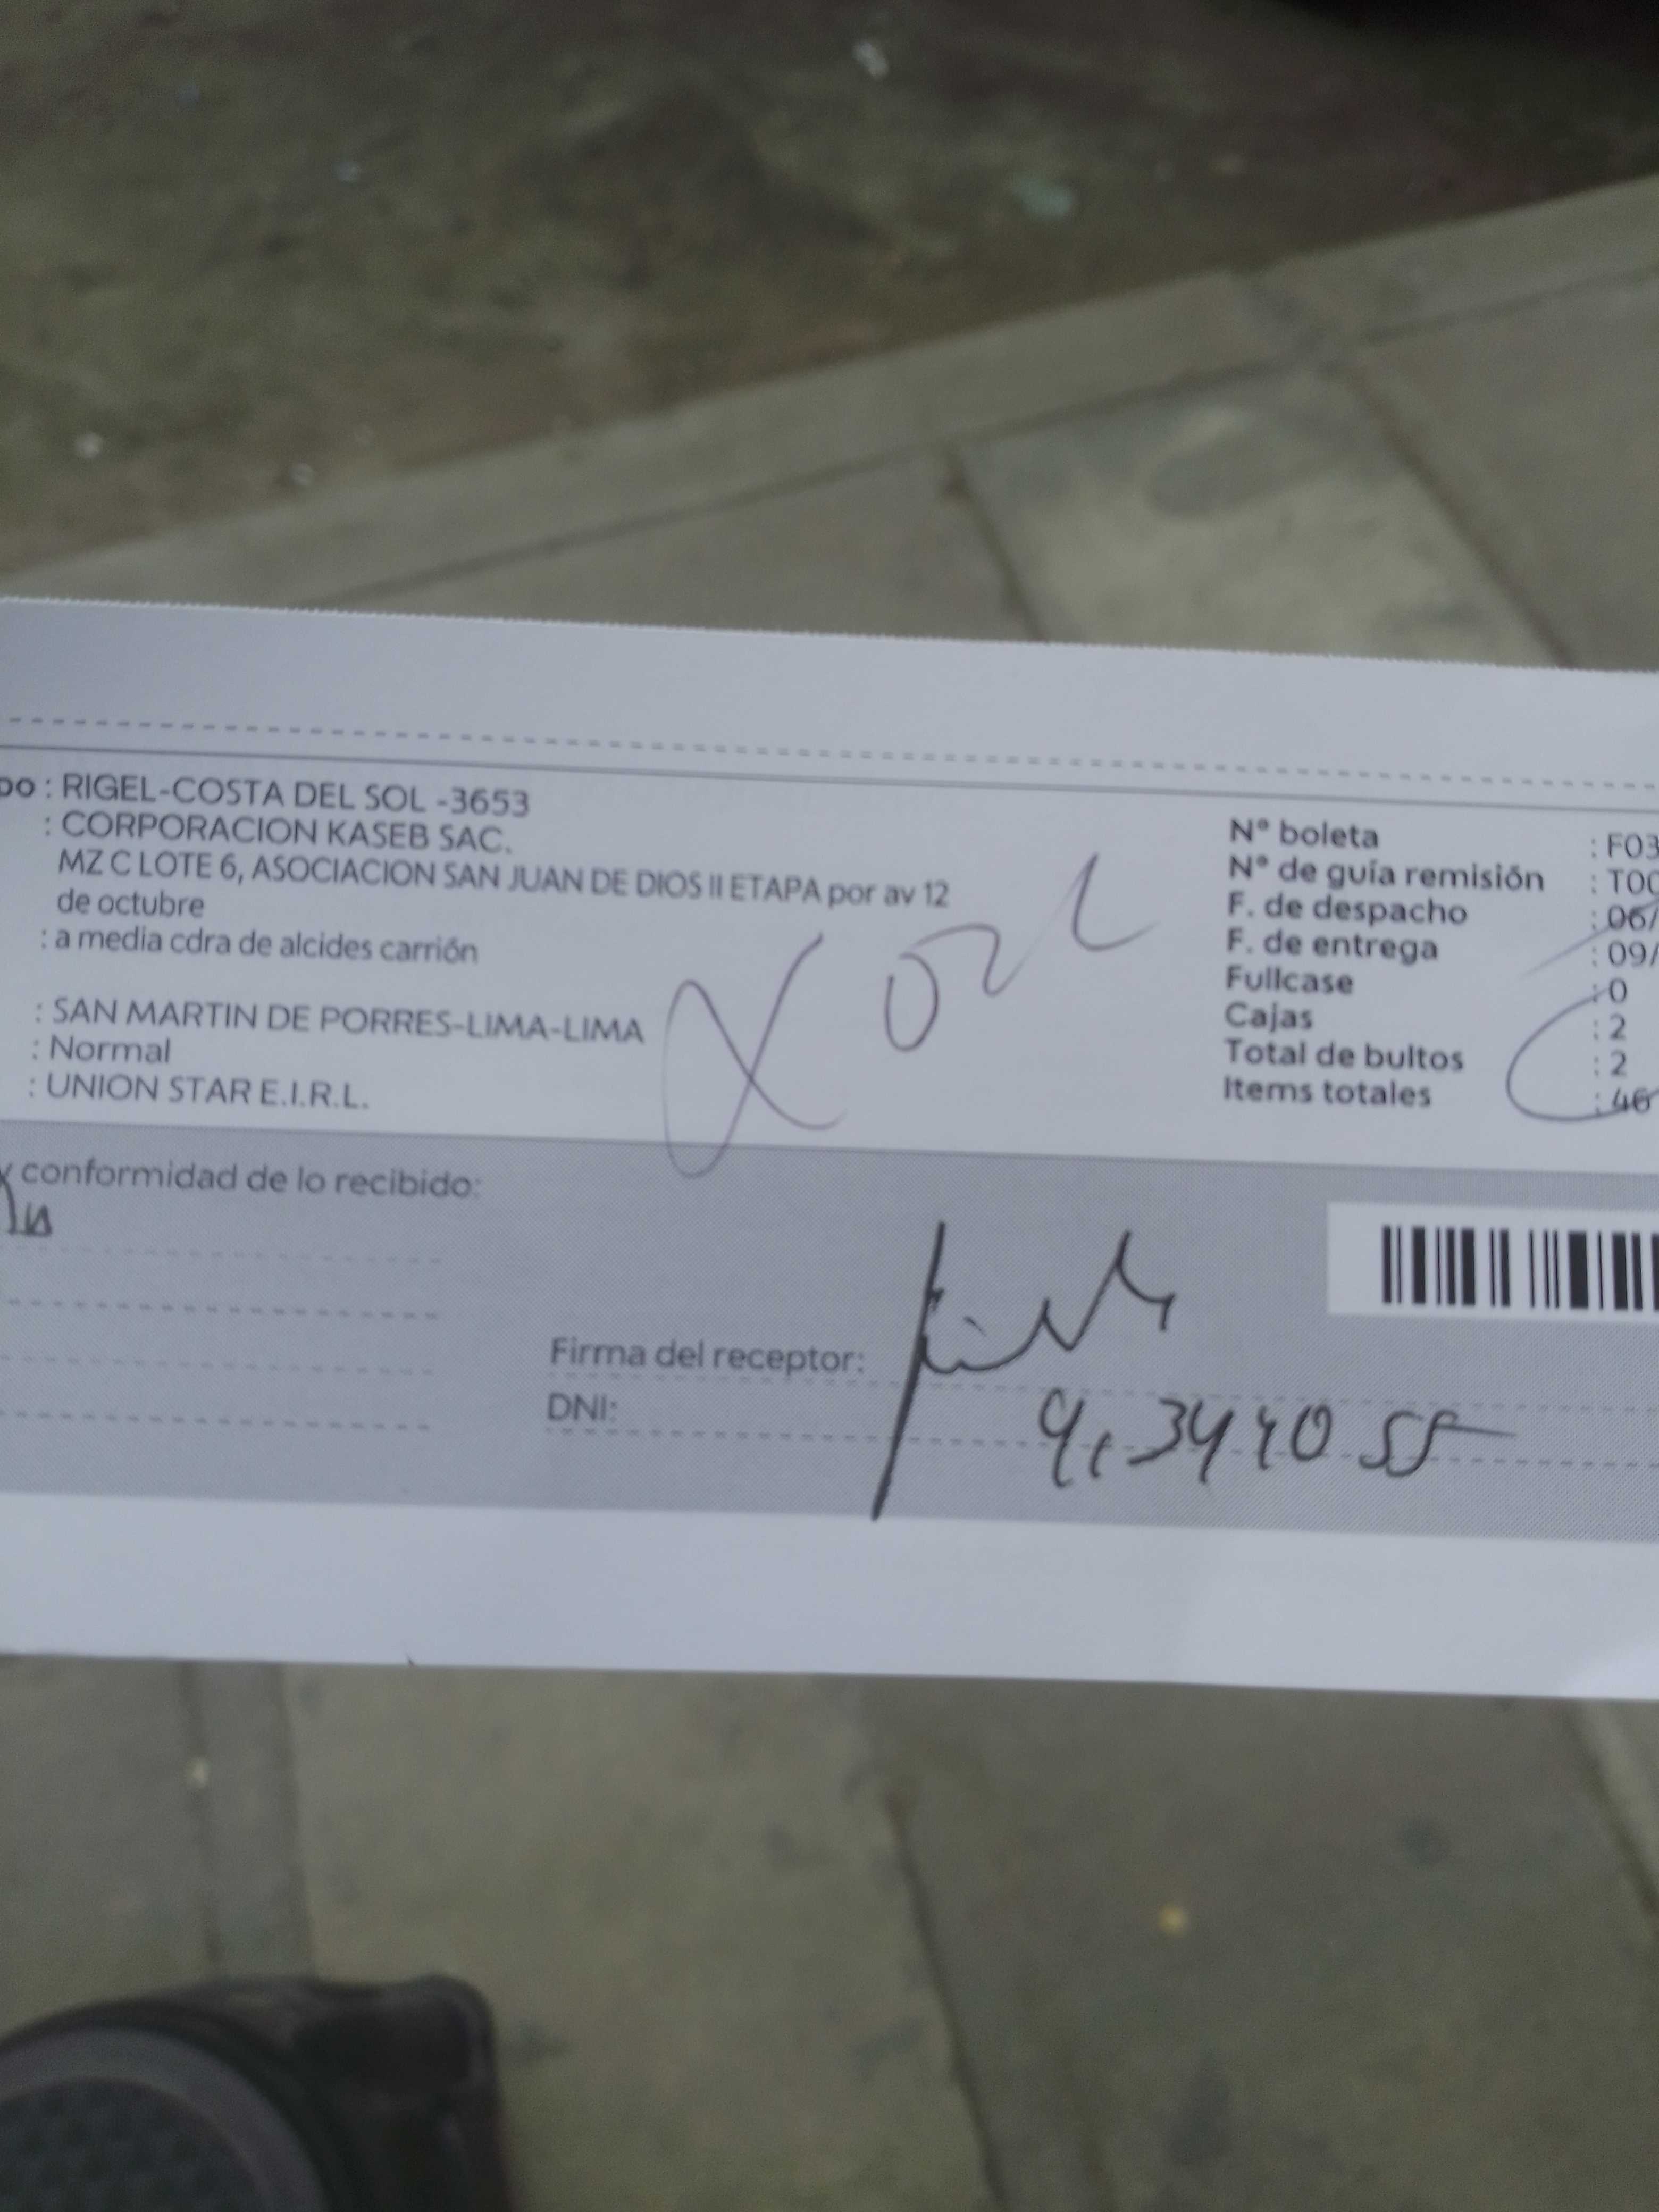 po : RIGEL-COSTA DEL SOL -3653
: CORPORACION KASEB SAC.
MZ C LOTE 6, ASOCIACION SAN JUAN DE DIOS II ETAPA por av 12
de octubre
: a media cdra de alcides carrión
: SAN MARTIN DE PORRES-LIMA-LIMA
: Normal
: UNION STAR E.I.R.L.
N° boleta : F03
N° de guía remisión : T00
F. de despacho : 06/
F. de entrega : 09/
Fullcase : 0
Cajas : 2
Total de bultos : 2
Items totales : 46
y conformidad de lo recibido:
Firma del receptor:
DNI: